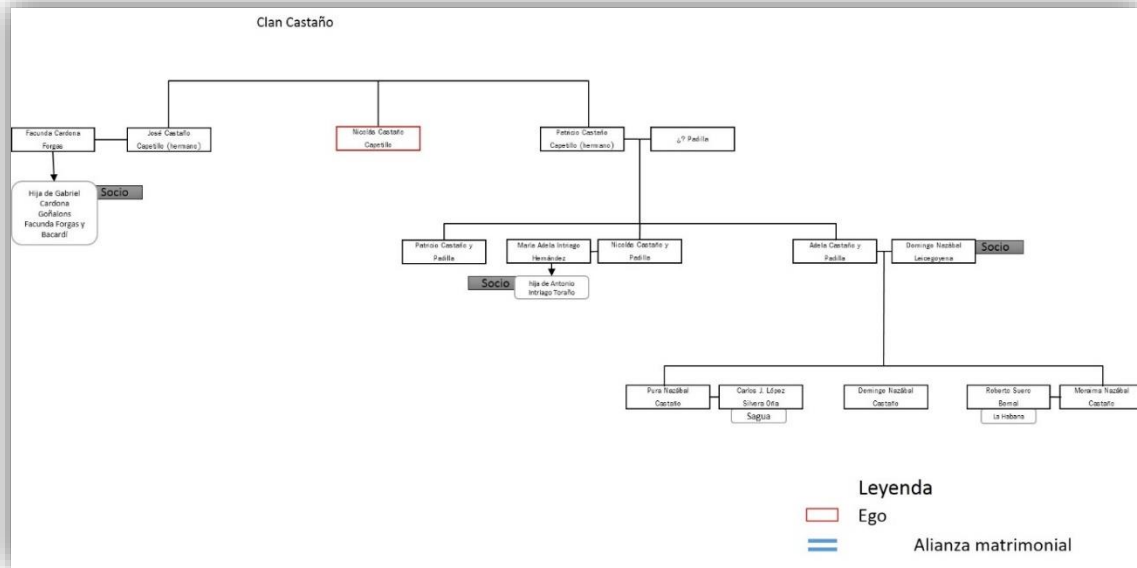 Clan Castaño
Facunda Cardona
Forgas
José Castaño
Capetillo (hermano)
Nicolás Castaño
Capetillo
Patricio Castaño
Capetillo (hermano)
¿? Padilla
Hija de Gabriel
Cardona
Goñalons
Facunda Forgas y
Bacardí
Socio
Patricio Castaño y
Padilla
María Adela Intriago
Hernández
Nicolás Castaño y
Padilla
Adela Castaño y
Padilla
Domingo Nazábal
Leicegoyena
Socio
Socio
hija de Antonio
Intriago Toraño
Pura Nazábal
Castaño
Carlos J. López
Silvero Oña
Sagua
Domingo Nazábal
Castaño
Roberto Suero
Bernal
La Habana
Nazábal
Castaño
Leyenda
Ego
Alianza matrimonial